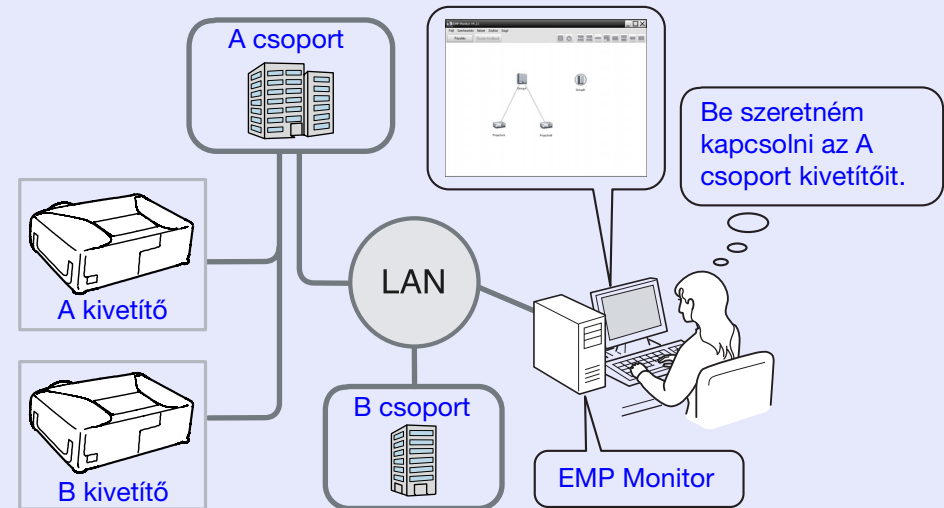 A csoport
Be szeretném
kapcsolni az A
csoport kivetítőit.
A kivetítő
LAN
B csoport
B kivetítő
EMP Monitor